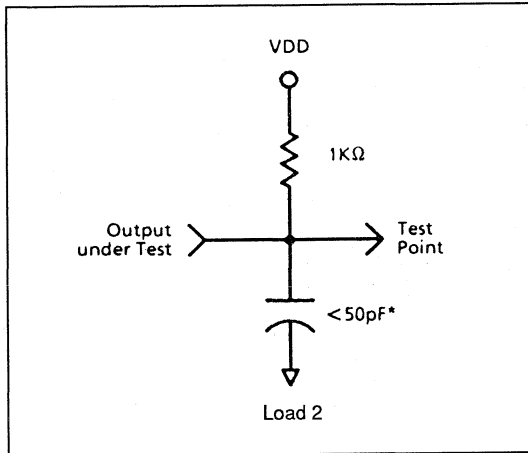 VDD
1KΩ
Output
under Test
Test
Point
<50pF*
Load 2